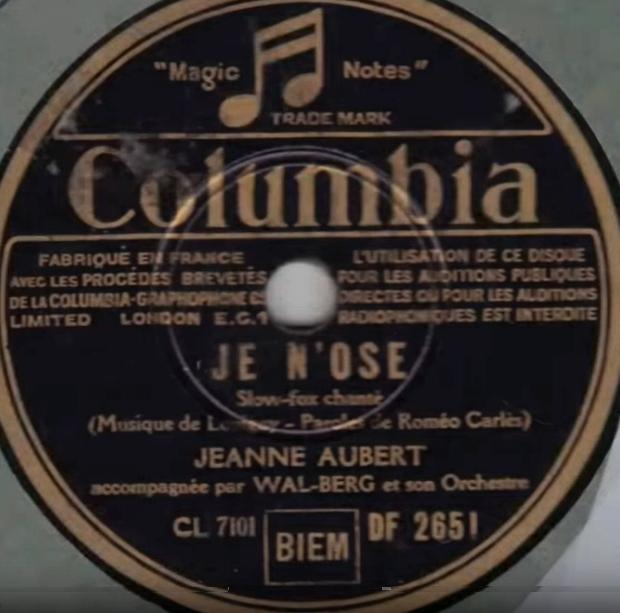 "Magic Notes"
TRADE MARK
Columbia
FABRIQUÉ EN FRANCE
AVEC LES PROCÉDÉS BREVETÉS
DE LA COLUMBIA-GRAPHOPHONE Co
LIMITED LONDON E.C.1
L'UTILISATION DE CE DISQUE
POUR LES AUDITIONS PUBLIQUES
DIRECTES OU POUR LES AUDITIONS
RADIOPHONIQUES EST INTERDITE
JE N'OSE
Slow-fox chanté
(Musique de - Paroles de Roméo Carlès)
JEANNE AUBERT
accompagnée par WAL-BERG et son Orchestre
CL 7101 BIEM DF 2651